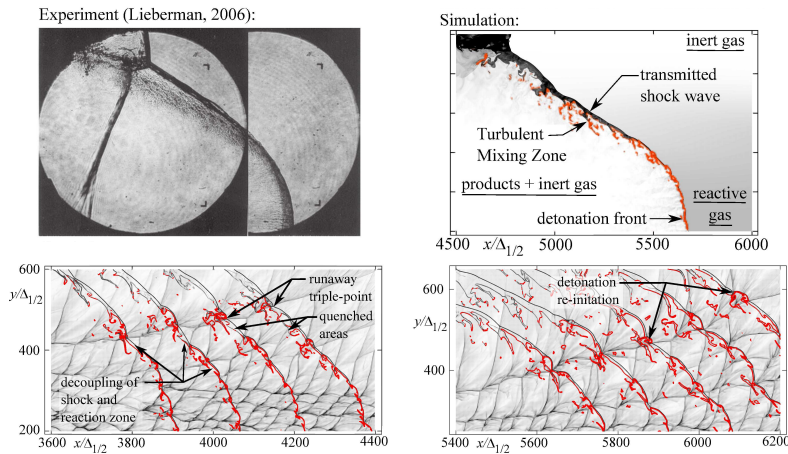 Experiment (Lieberman, 2006):
Simulation:
inert gas
transmitted
shock wave
Turbulent
Mixing Zone
products + inert gas
reactive
gas
detonation front
4500 5000 5500 6000
x/Δ1/2
600
y/Δ1/2
400
200
runaway
triple-point
quenched
areas
decoupling of
shock and
reaction zone
3600 3800 4000 4200 4400
x/Δ1/2
600
y/Δ1/2
400
200
detonation
re-initation
5400 5600 5800 6000 6200
x/Δ1/2